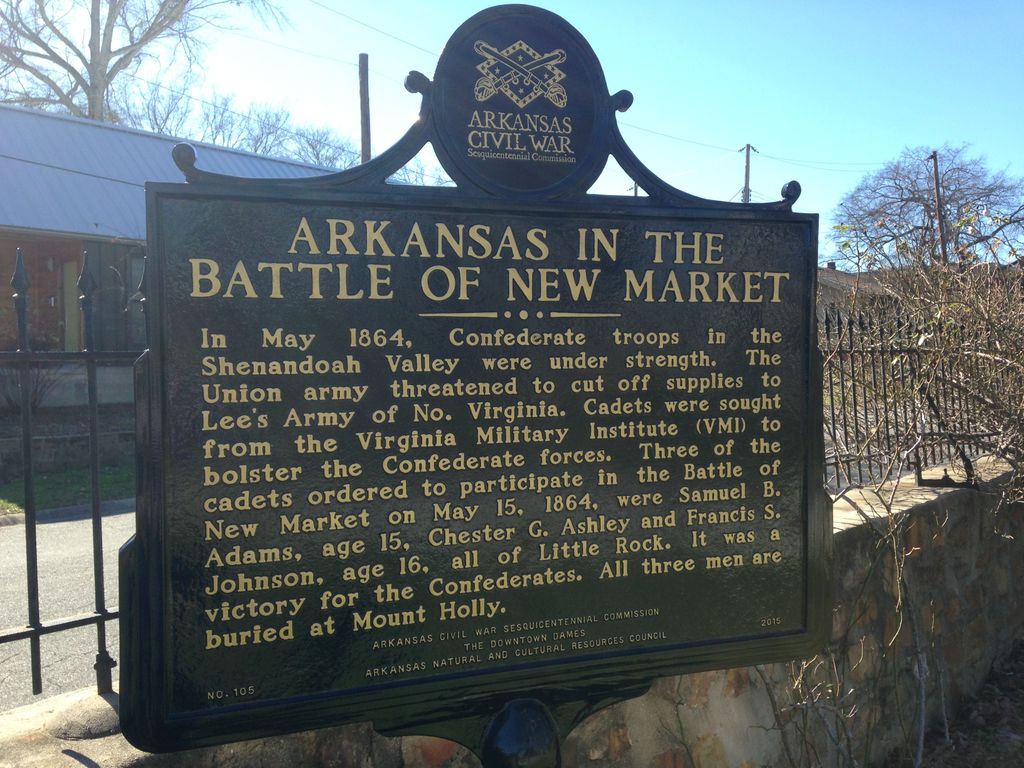 ARKANSAS
CIVIL WAR
Sesquicentennial Commission
ARKANSAS IN THE
BATTLE OF NEW MARKET
In May 1864, Confederate troops in the
Shenandoah Valley were under strength. The
Union army threatened to cut off supplies to
Lee's Army of No. Virginia. Cadets were sought
from the Virginia Military Institute (VMI) to
bolster the Confederate forces. Three of the
cadets ordered to participate in the Battle of
New Market on May 15, 1864, were Samuel B.
Adams, age 15, Chester G. Ashley and Francis S.
Johnson, age 16, all of Little Rock. It was a
victory for the Confederates. All three men are
buried at Mount Holly.
ARKANSAS CIVIL WAR SESQUICENTENNIAL COMMISSION
THE DOWNTOWN DAMES
ARKANSAS NATURAL AND CULTURAL RESOURCES COUNCIL
2015
NO. 105